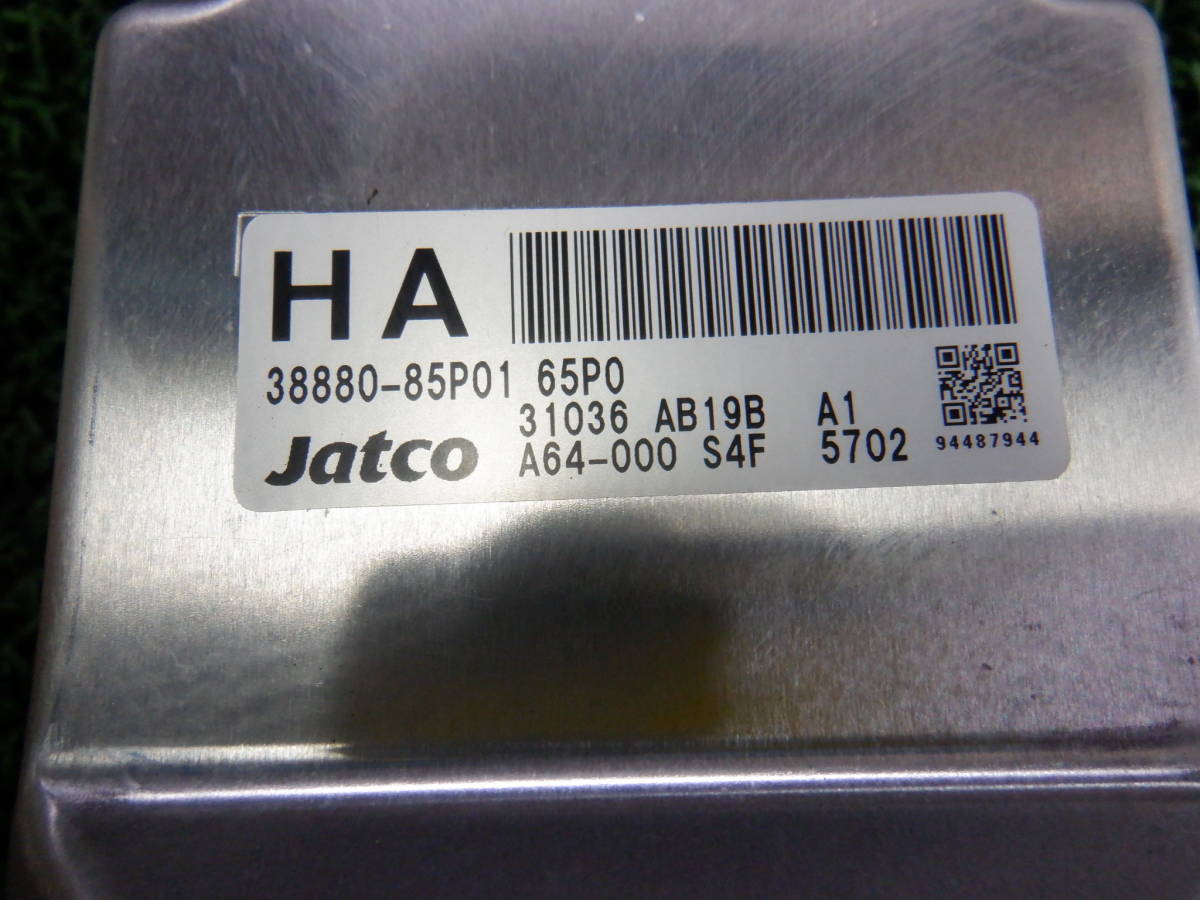 HA
38880-85P01 65P0
31036 AB19B A1
Jatco A64-000 S4F 5702
94487944